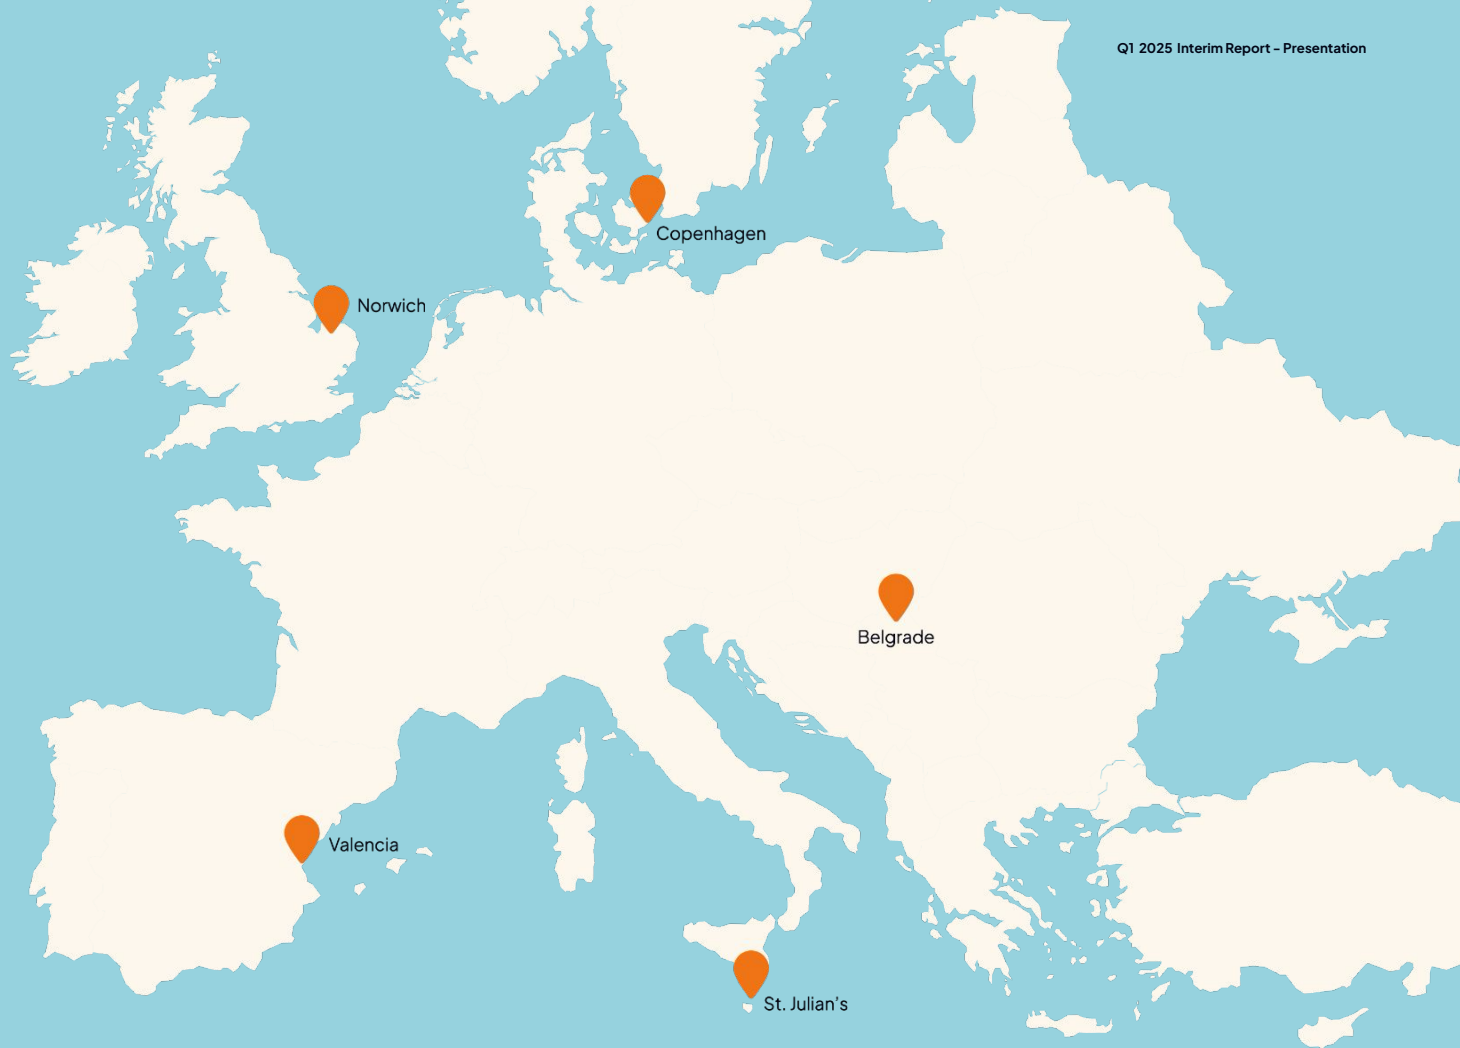 Q1 2025 Interim Report – Presentation
Copenhagen
Norwich
Belgrade
Valencia
St. Julian’s